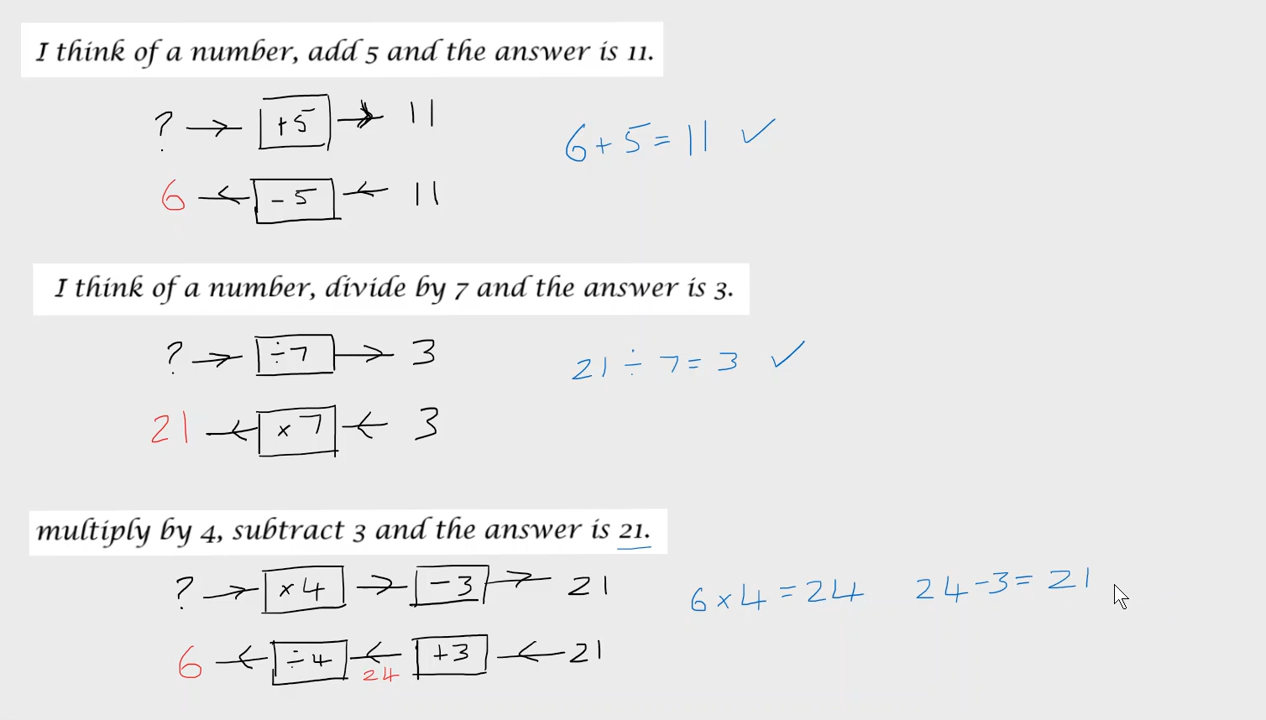 I think of a number, add 5 and the answer is 11.
? → +5 → 11
6 + 5 = 11 ✓
6 ← - 5 ← 11
I think of a number, divide by 7 and the answer is 3.
? → ÷7 → 3
21 ÷ 7 = 3 ✓
21 ← × 7 ← 3
multiply by 4, subtract 3 and the answer is 21.
? → ×4 → -3 → 21
6 × 4 = 24 24 - 3 = 21
6 ← ÷4 ← +3 ← 21
24